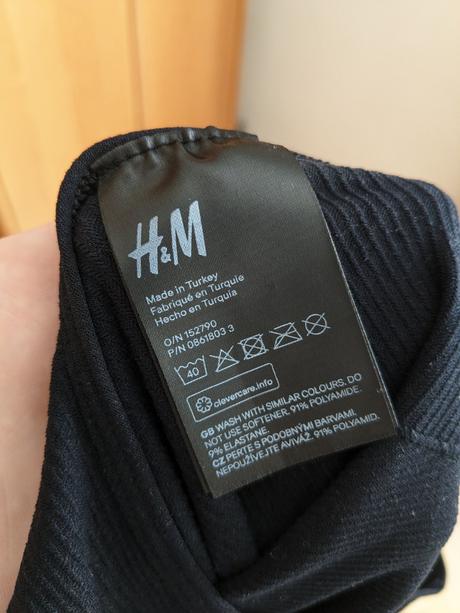 H&M
Made in Turkey
Fabriqué en Turquie
Hecho en Turquía
O/N 152790
P/N 0861803 3
40
clevercare.info
GB WASH WITH SIMILAR COLOURS. DO
NOT USE SOFTENER. 91% POLYAMIDE.
9% ELASTANE.
CZ PERTE S PODOBNÝMI BARVAMI.
NEPOUŽÍVEJTE AVIVÁŽ. 91% POLYAMID.